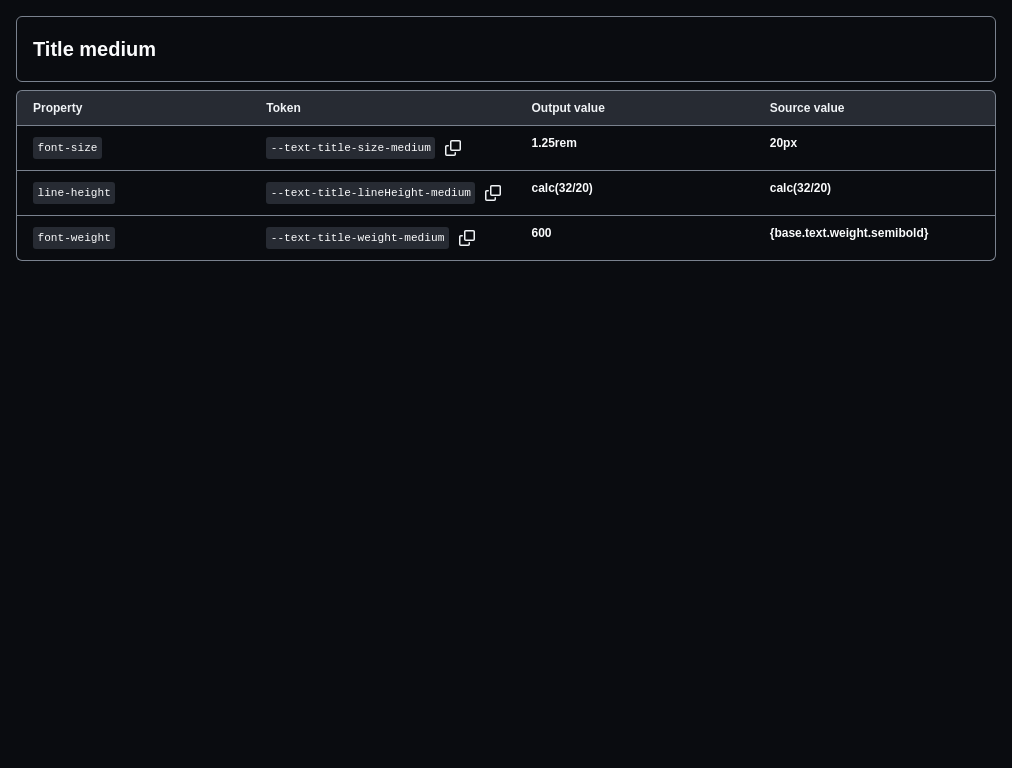 Title medium
Property Token Output value Source value
font-size --text-title-size-medium 1.25rem 20px
line-height --text-title-lineHeight-medium calc(32/20) calc(32/20)
font-weight --text-title-weight-medium 600 {base.text.weight.semibold}